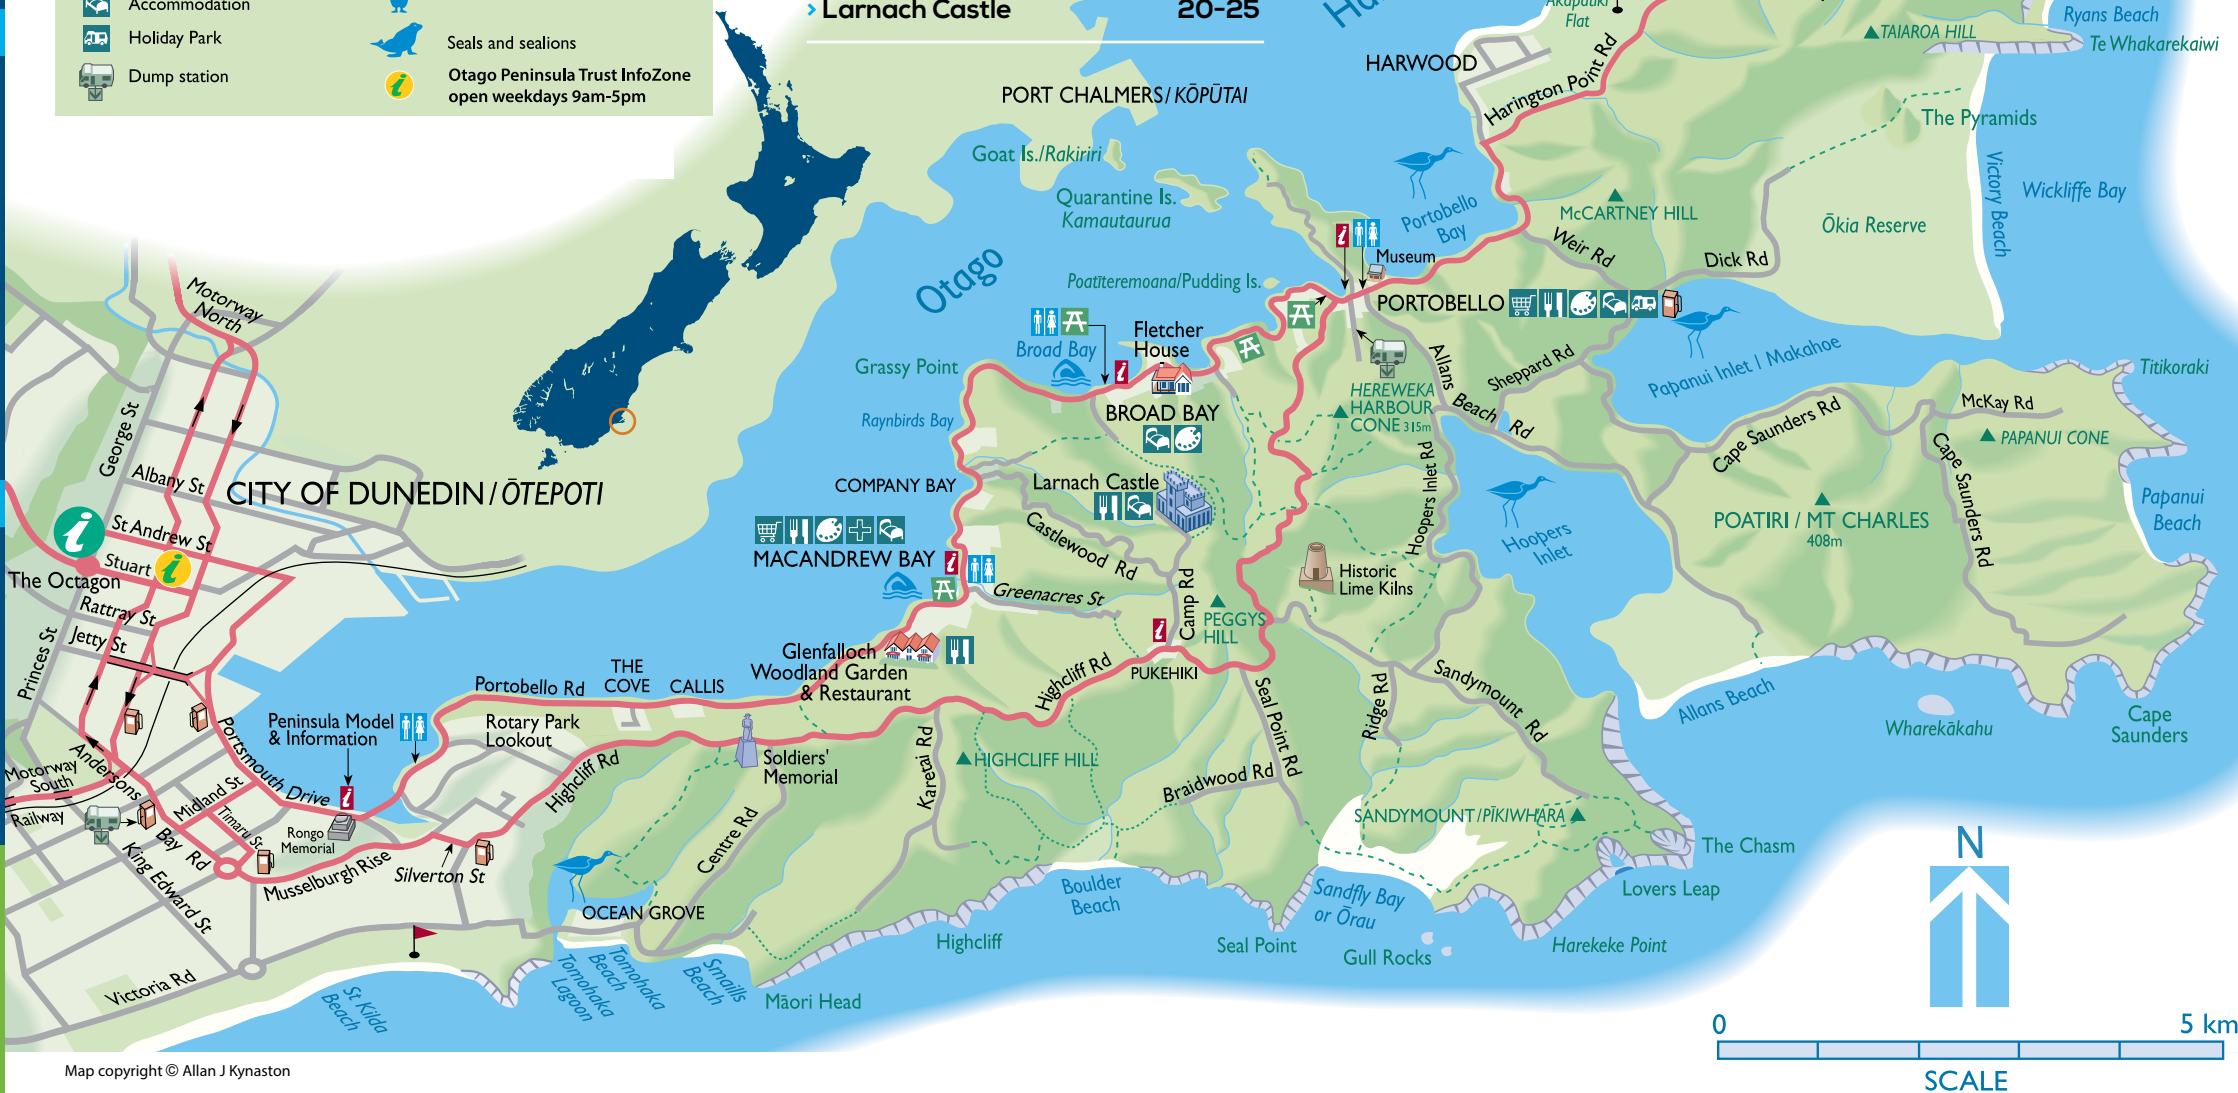 Accommodation
Holiday Park
Dump station
Seals and sealions
Otago Peninsula Trust InfoZone
open weekdays 9am-5pm
› Larnach Castle 20-25
PORT CHALMERS/KŌPŪTAI
Goat Is./Rakiriri
Quarantine Is.
Kamautaurua
Otago
Poatīteremoana/Pudding Is.
Akapatiki
Flat
HARWOOD
Harington Point Rd
TAIAROA HILL
Ryans Beach
Te Whakarekaiwi
The Pyramids
Victory Beach
Wickliffe Bay
Ōkia Reserve
McCARTNEY HILL
Portobello
Bay
Weir Rd
Dick Rd
Museum
PORTOBELLO
Papanui Inlet / Makahoe
Titikoraki
Allans Beach Rd
Sheppard Rd
HEREWEKA
HARBOUR
CONE 315m
Hoopers Inlet Rd
Cape Saunders Rd
McKay Rd
PAPANUI CONE
Cape Saunders Rd
Papanui
Beach
POATIRI / MT CHARLES
408m
Hoopers
Inlet
Allans Beach
Wharekākahu
Cape
Saunders
Grassy Point
Raynbirds Bay
Broad Bay
Fletcher
House
BROAD BAY
COMPANY BAY
Larnach Castle
Castlewood Rd
MACANDREW BAY
Greenacres St
Camp Rd
PEGGYS
HILL
Historic
Lime Kilns
Glenfalloch
Woodland Garden
& Restaurant
PUKEHIKI
Highcliff Rd
Seal Point Rd
Ridge Rd
Sandymount Rd
Braidwood Rd
SANDYMOUNT/PĪKIWHARA
The Chasm
Lovers Leap
Harekeke Point
Gull Rocks
Sandfly Bay
or Ōrau
Seal Point
Boulder
Beach
Highcliff
HIGHCLIFF HILL
Karetai Rd
Soldiers'
Memorial
Centre Rd
Māori Head
Smaills
Beach
Tomohaka
Beach
Tomohaka
Lagoon
OCEAN GROVE
St Kilda
Beach
Victoria Rd
Highcliff Rd
Rotary Park
Lookout
Portobello Rd
THE
COVE
CALLIS
Peninsula Model
& Information
Portsmouth Drive
Rongo
Memorial
Musselburgh Rise
Silverton St
Midland St
Timaru St
Bay Rd
King Edward St
Andersons
Motorway
South
Railway
Princes St
Jetty St
Rattray St
The Octagon
Stuart
St Andrew St
Albany St
George St
Motorway
North
CITY OF DUNEDIN/ŌTEPOTI
N
0 5 km
SCALE
Map copyright © Allan J Kynaston